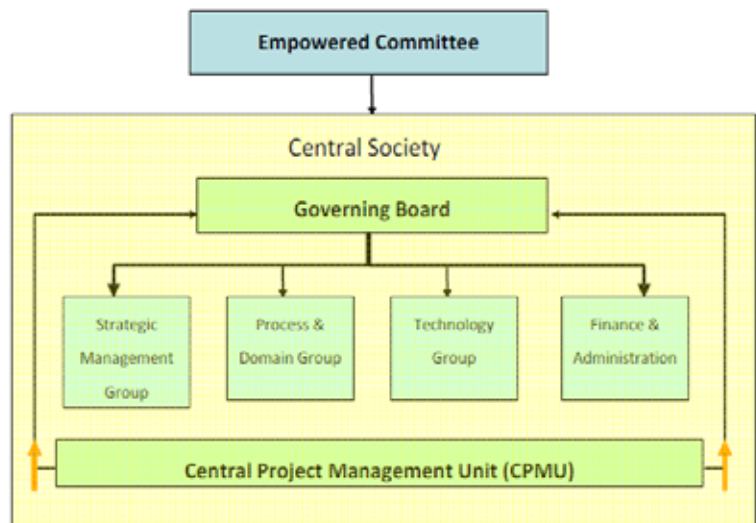 Empowered Committee
Central Society
Governing Board
Strategic
Management
Group
Process &
Domain Group
Technology
Group
Finance &
Administration
Central Project Management Unit (CPMU)